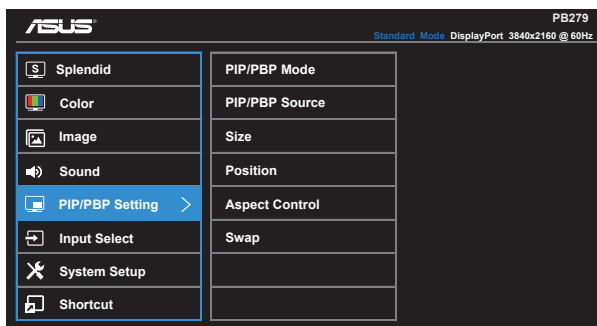 ASUS
PB279
Standard Mode DisplayPort 3840x2160 @ 60Hz
S Splendid
Color
Image
Sound
PIP/PBP Setting >
Input Select
System Setup
Shortcut
PIP/PBP Mode
PIP/PBP Source
Size
Position
Aspect Control
Swap